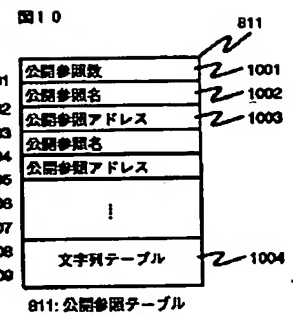 図10
811
公開参照数 1001
公開参照名 1002
公開参照アドレス 1003
公開参照名
公開参照アドレス
⋮
文字列テーブル 1004
811: 公開参照テーブル